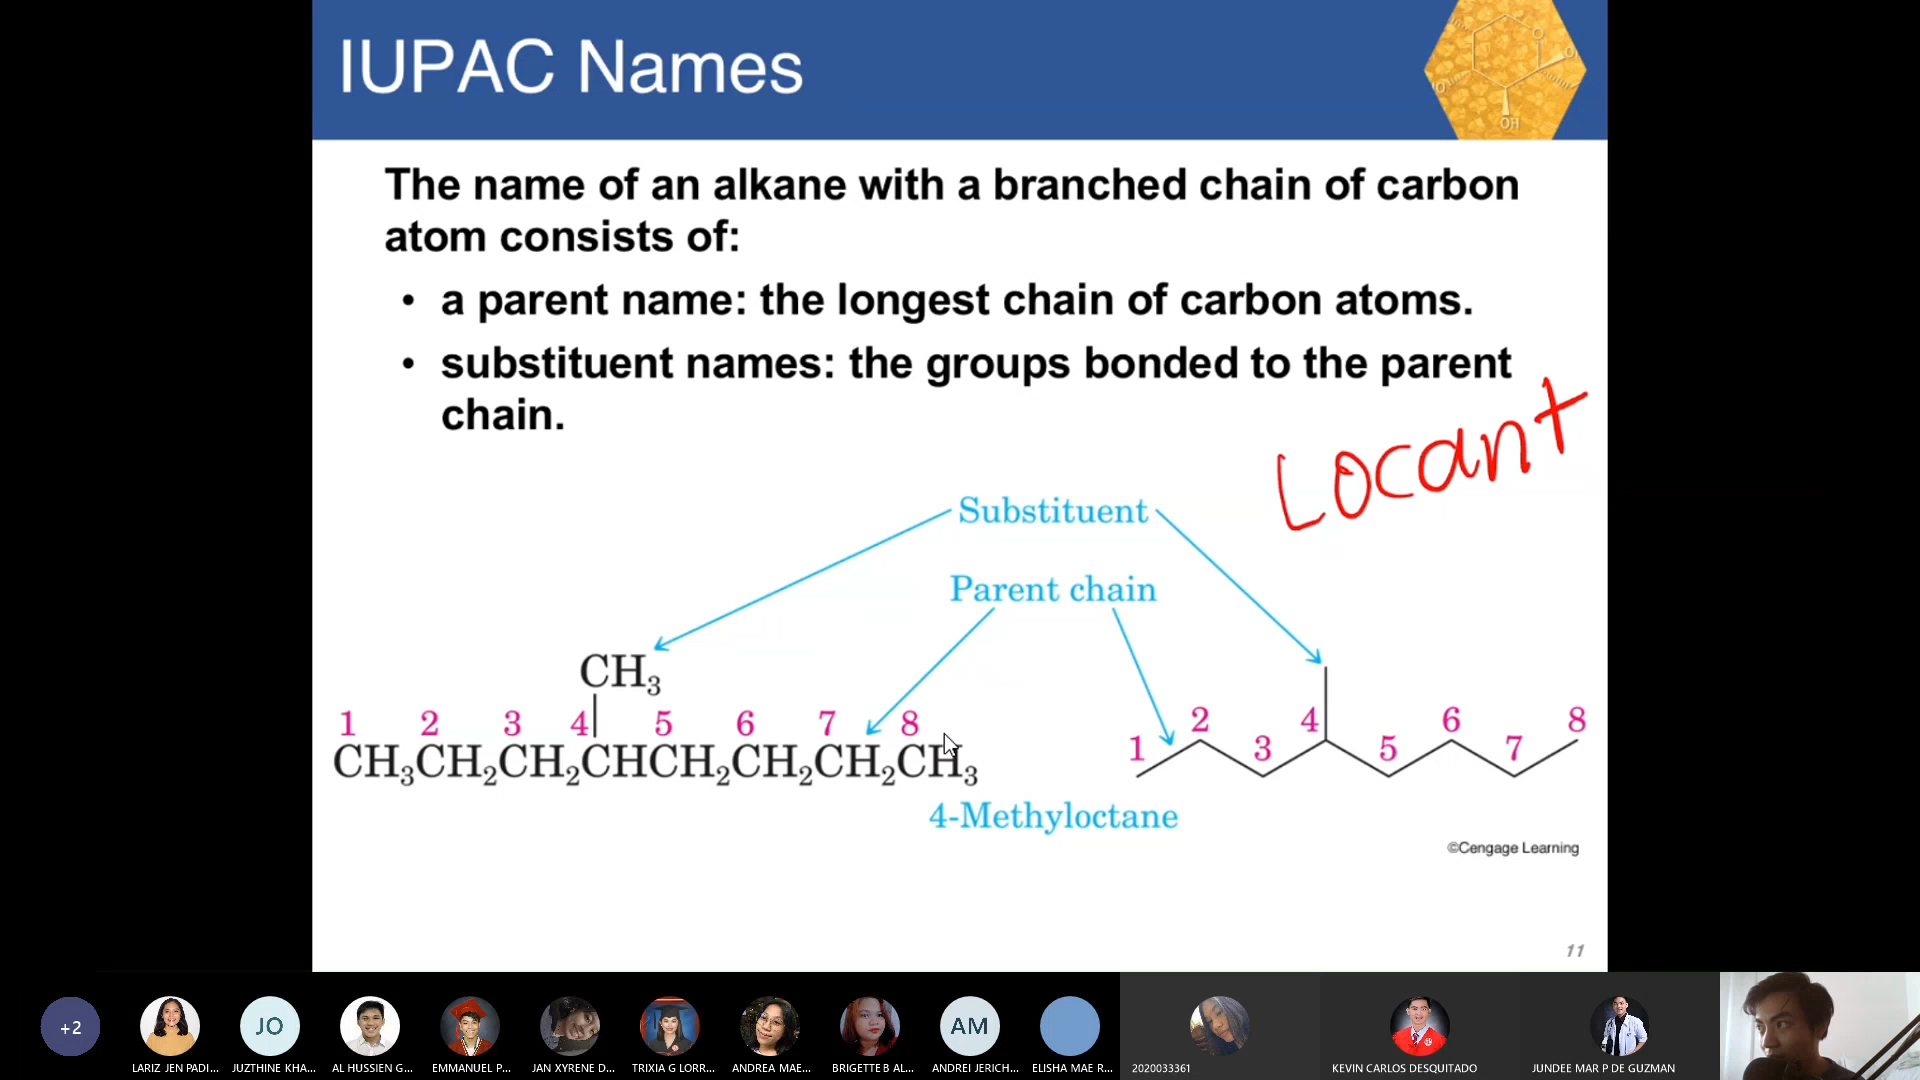 IUPAC Names
The name of an alkane with a branched chain of carbon
atom consists of:
• a parent name: the longest chain of carbon atoms.
• substituent names: the groups bonded to the parent
chain.
Locant
Substituent
Parent chain
CH₃
1 2 3 4 5 6 7 8
CH₃CH₂CH₂CHCH₂CH₂CH₂CH₃
1 2 3 4 5 6 7 8
4-Methyloctane
©Cengage Learning
11
O
OH
+2
JO
AM
LARIZ JEN PADI...
JUZTHINE KHA...
AL HUSSIEN G...
EMMANUEL P...
JAN XYRENE D...
TRIXIA G LORR...
ANDREA MAE...
BRIGETTE B AL...
ANDREI JERICH...
ELISHA MAE R...
2020033361
KEVIN CARLOS DESQUITADO
JUNDEE MAR P DE GUZMAN